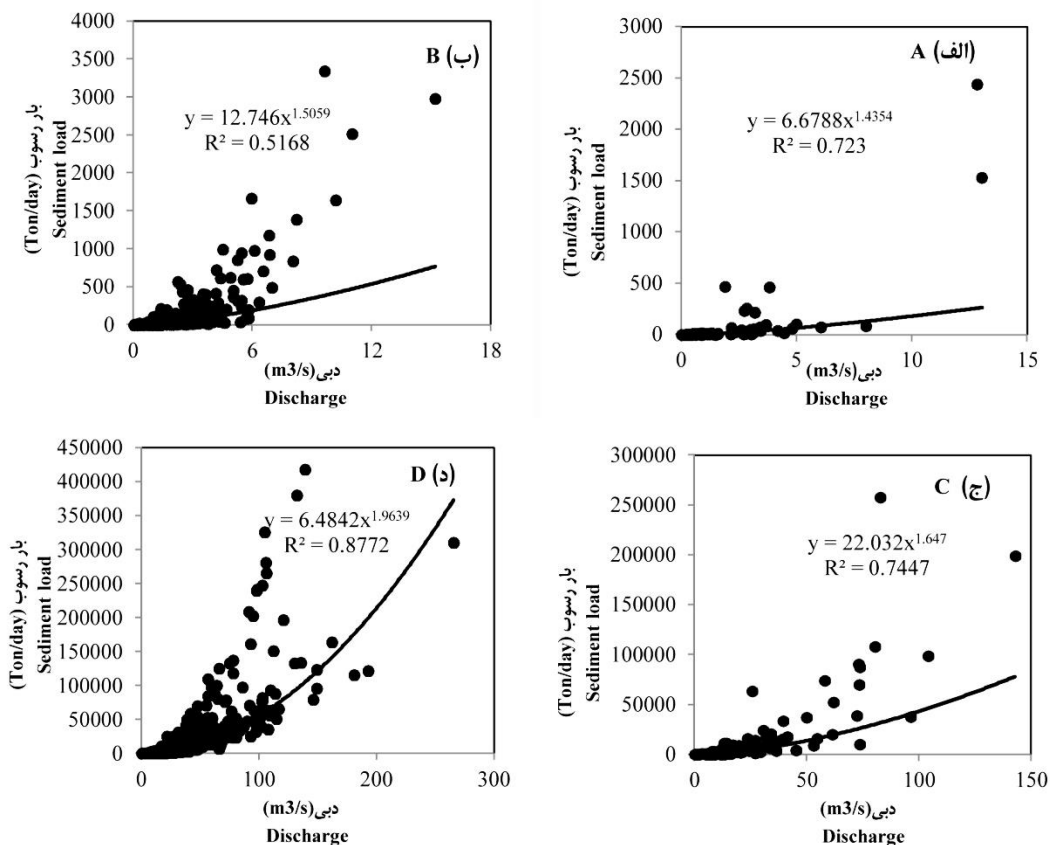 B (ب)
بار رسوب (Ton/day)
Sediment load
4000
3500
3000
2500
2000
1500
1000
500
0
y = 12.746x^1.5059
R² = 0.5168
0 6 12 18
دبی(m3/s)
Discharge
A (الف)
بار رسوب (Ton/day)
Sediment load
3000
2500
2000
1500
1000
500
0
y = 6.6788x^1.4354
R² = 0.723
0 5 10 15
دبی(m3/s)
Discharge
D (د)
بار رسوب (Ton/day)
Sediment load
450000
400000
350000
300000
250000
200000
150000
100000
50000
0
y = 6.4842x^1.9639
R² = 0.8772
0 100 200 300
دبی(m3/s)
Discharge
C (ج)
بار رسوب (Ton/day)
Sediment load
300000
250000
200000
150000
100000
50000
0
y = 22.032x^1.647
R² = 0.7447
0 50 100 150
دبی(m3/s)
Discharge